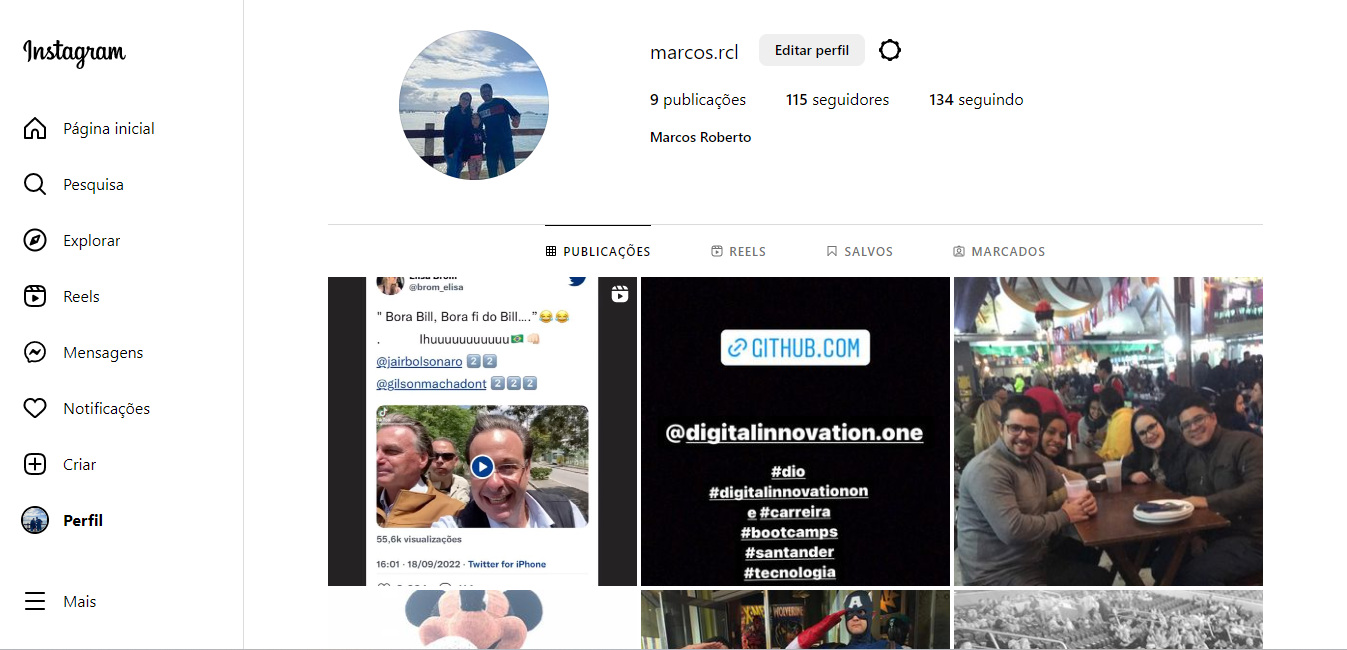 Instagram
Página inicial
Pesquisa
Explorar
Reels
Mensagens
Notificações
Criar
Perfil
Mais
marcos.rcl
Editar perfil
9 publicações 115 seguidores 134 seguindo
Marcos Roberto
PUBLICAÇÕES REELS SALVOS MARCADOS
Elisa Brom...
@brom_elisa
" Bora Bill, Bora fi do Bill...."😂😂
. Ihuuuuuuuuuuu🇧🇷👊🏻
@jairbolsonaro 2️⃣2️⃣
@gilsonmachadont 2️⃣2️⃣2️⃣
55,6k visualizações
16:01 · 18/09/2022 · Twitter for iPhone
GITHUB.COM
@digitalinnovation.one
#dio
#digitalinnovationon
e #carreira
#bootcamps
#santander
#tecnologia
WOLVERINE
A